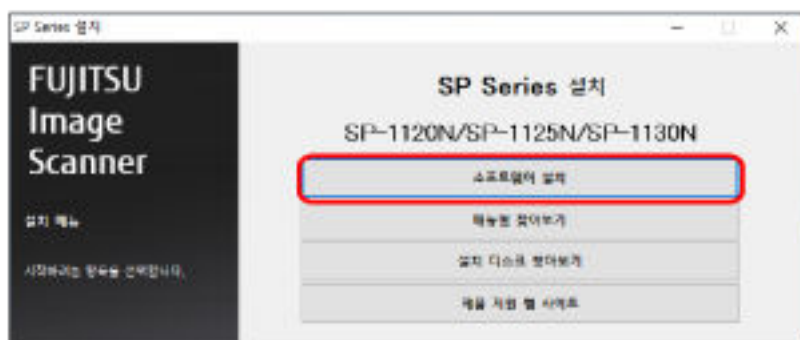 SP Series 설치
FUJITSU
Image
Scanner
설치 메뉴
시작하려는 항목을 선택합니다.
SP Series 설치
SP-1120N/SP-1125N/SP-1130N
소프트웨어 설치
매뉴얼 찾아보기
설치 디스크 찾아보기
제품 지원 웹 사이트